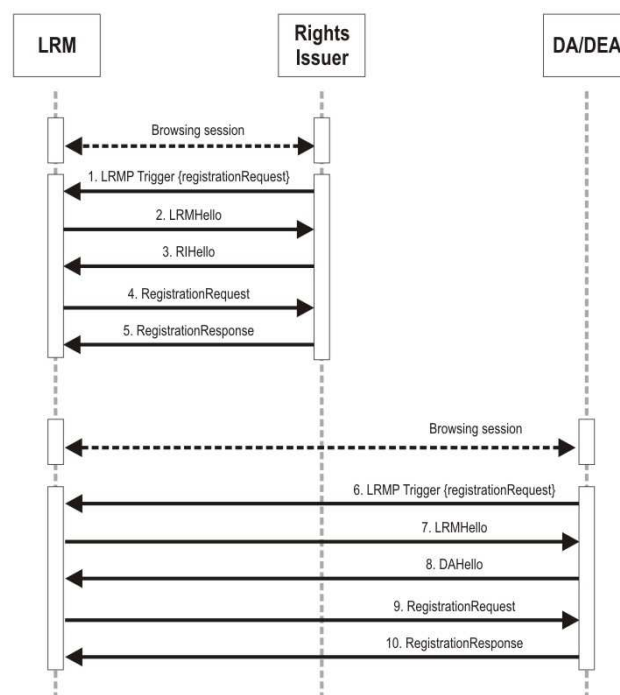 LRM
Rights
Issuer
DA/DEA
Browsing session
1. LRMP Trigger {registrationRequest}
2. LRMHello
3. RIHello
4. RegistrationRequest
5. RegistrationResponse
Browsing session
6. LRMP Trigger {registrationRequest}
7. LRMHello
8. DAHello
9. RegistrationRequest
10. RegistrationResponse